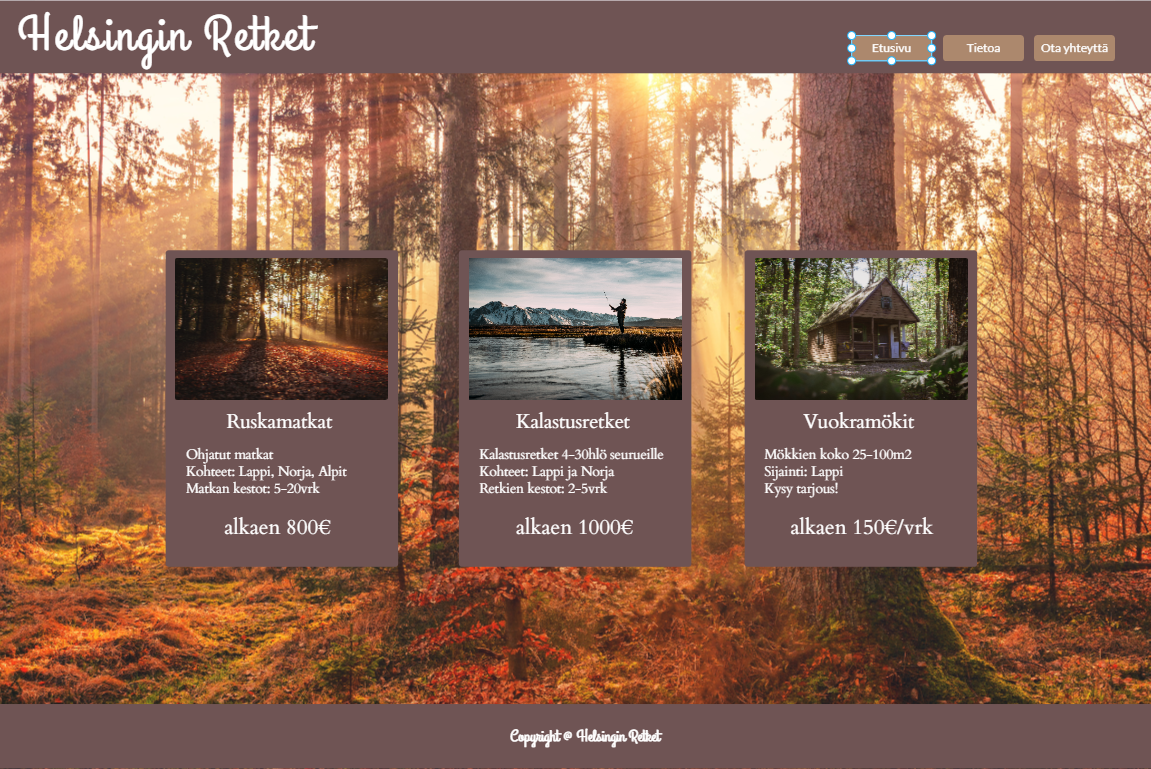 Helsingin Retket
Etusivu
Tietoa
Ota yhteyttä
Ruskamatkat
Ohjatut matkat
Kohteet: Lappi, Norja, Alpit
Matkan kestot: 5-20vrk
alkaen 800€
Kalastusretket
Kalastusretket 4-30hlö seurueille
Kohteet: Lappi ja Norja
Retkien kestot: 2-5vrk
alkaen 1000€
Vuokramökit
Mökkien koko 25-100m2
Sijainti: Lappi
Kysy tarjous!
alkaen 150€/vrk
Copyright @ Helsingin Retket